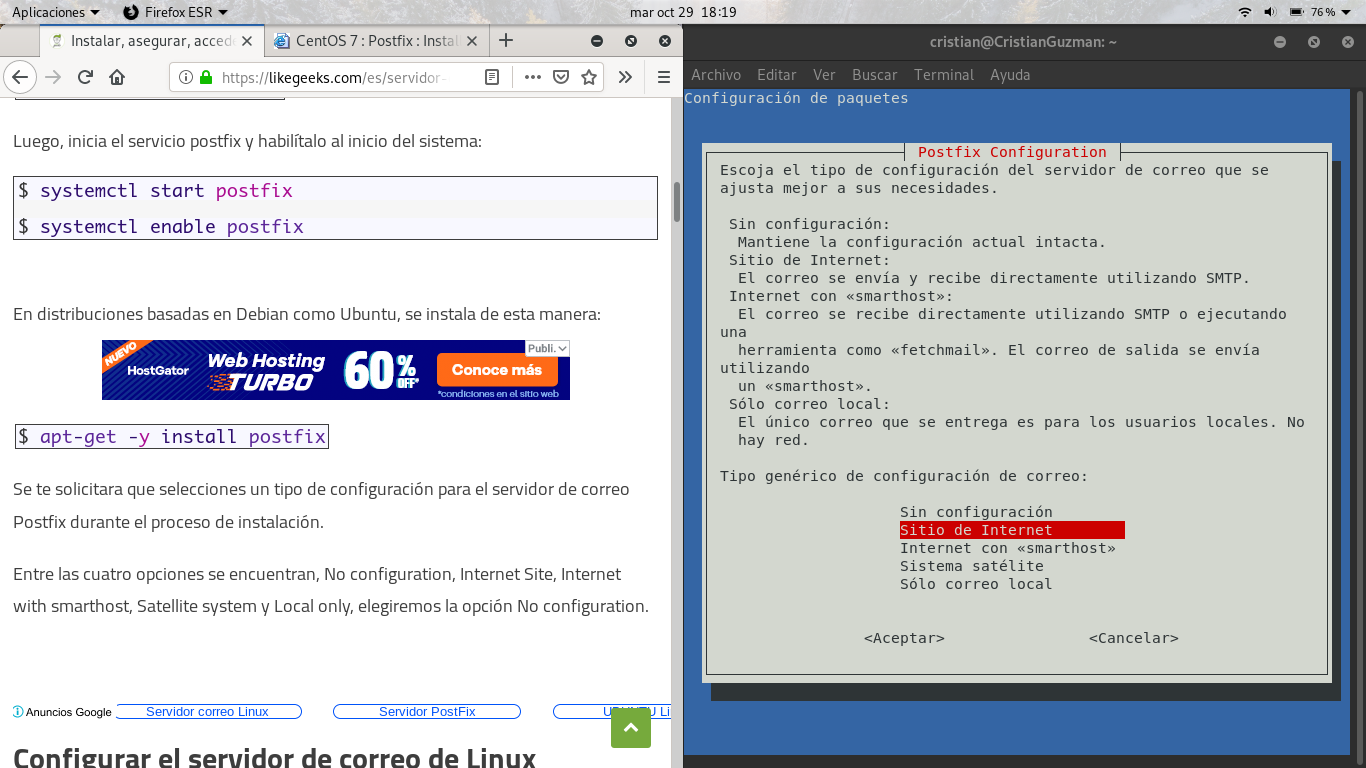 Aplicaciones
Firefox ESR
mar oct 29 18:19
76 %
Instalar, asegurar, accede
CentOS 7 : Postfix : Instal
https://likegeeks.com/es/servidor-
Luego, inicia el servicio postfix y habilítalo al inicio del sistema:
$ systemctl start postfix
$ systemctl enable postfix
En distribuciones basadas en Debian como Ubuntu, se instala de esta manera:
NUEVO
HostGator
Web Hosting
TURBO
60%
OFF*
Publi.
Conoce más
*condiciones en el sitio web
$ apt-get -y install postfix
Se te solicitara que selecciones un tipo de configuración para el servidor de correo
Postfix durante el proceso de instalación.
Entre las cuatro opciones se encuentran, No configuration, Internet Site, Internet
with smarthost, Satellite system y Local only, elegiremos la opción No configuration.
Anuncios Google
Servidor correo Linux
Servidor PostFix
UBUNTU Li
Configurar el servidor de correo de Linux
cristian@CristianGuzman: ~
Archivo Editar Ver Buscar Terminal Ayuda
Configuración de paquetes
Postfix Configuration
Escoja el tipo de configuración del servidor de correo que se
ajusta mejor a sus necesidades.
Sin configuración:
Mantiene la configuración actual intacta.
Sitio de Internet:
El correo se envía y recibe directamente utilizando SMTP.
Internet con «smarthost»:
El correo se recibe directamente utilizando SMTP o ejecutando
una
herramienta como «fetchmail». El correo de salida se envía
utilizando
un «smarthost».
Sólo correo local:
El único correo que se entrega es para los usuarios locales. No
hay red.
Tipo genérico de configuración de correo:
Sin configuración
Sitio de Internet
Internet con «smarthost»
Sistema satélite
Sólo correo local
<Aceptar> <Cancelar>